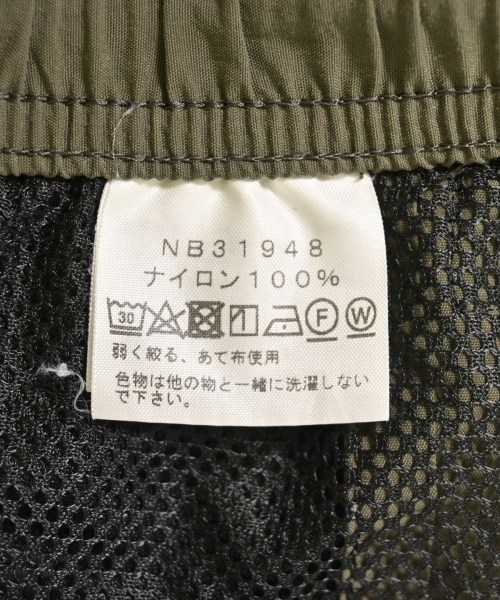 NB31948
ナイロン100%
30 F W
弱く絞る、あて布使用
色物は他の物と一緒に洗濯しない
で下さい。